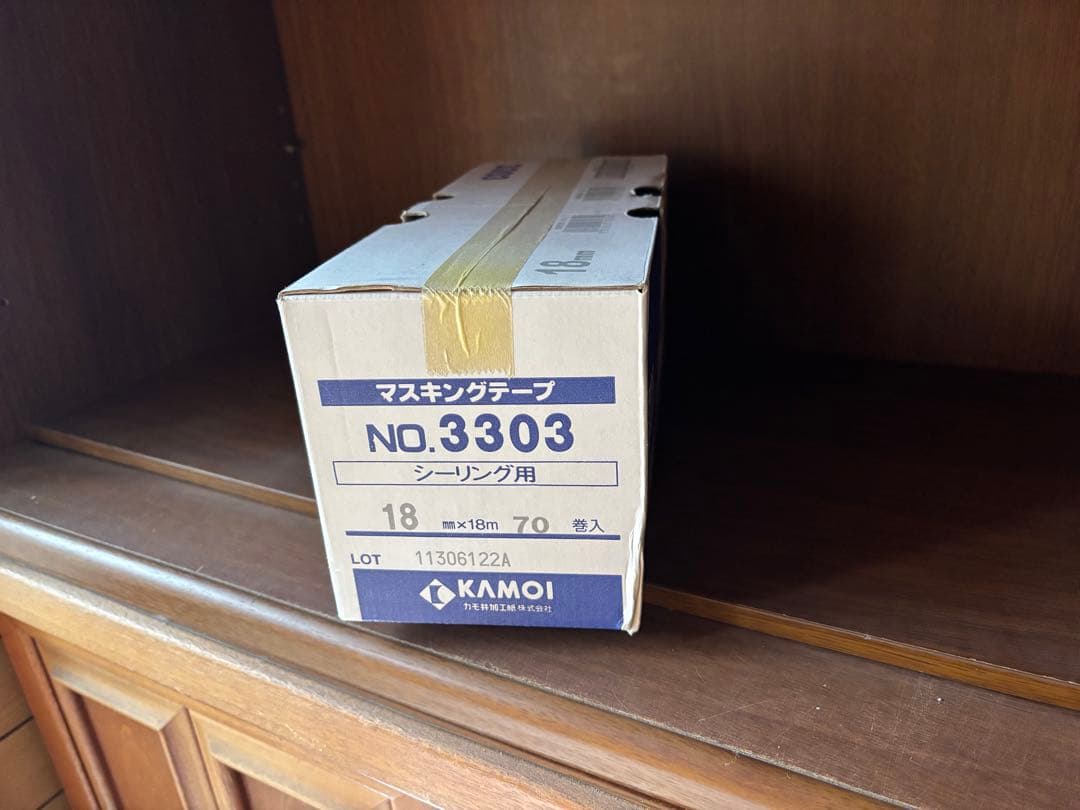 18mm
マスキングテープ
NO.3303
シーリング用
18 mm×18m 70 巻入
LOT 11306122A
KAMOI
カモ井加工紙株式会社